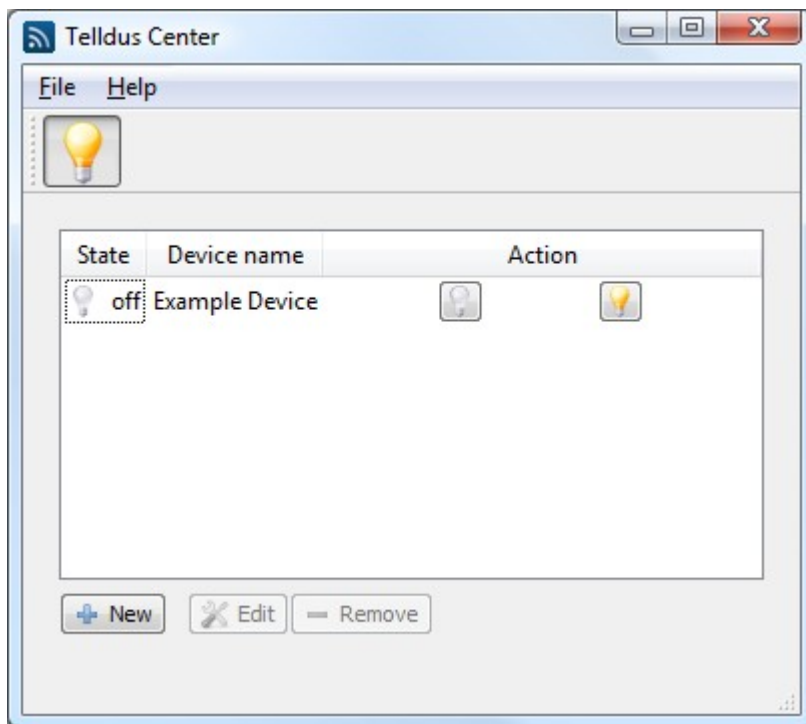 Telldus Center
File Help
State Device name Action
off Example Device
New Edit Remove